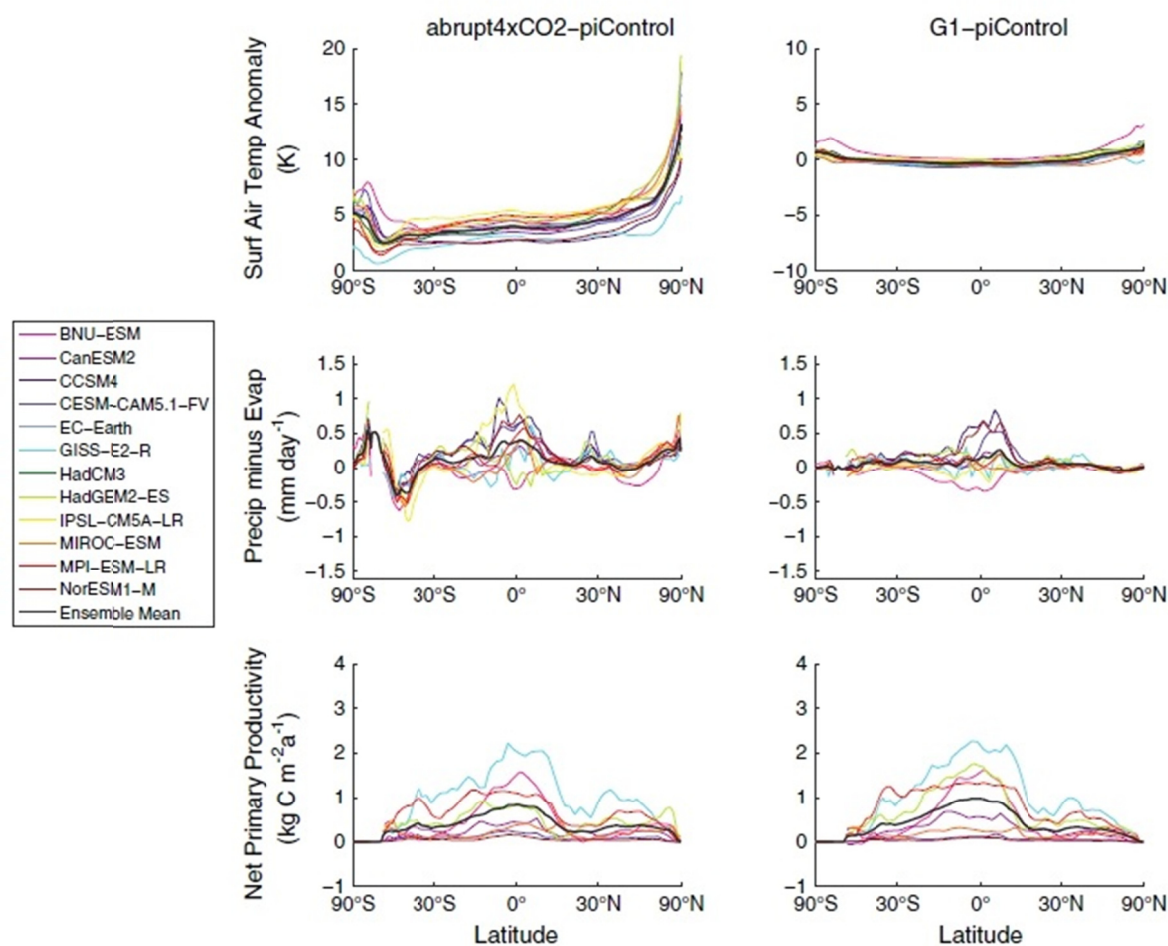 abrupt4xCO2−piControl
G1−piControl
Surf Air Temp Anomaly
(K)
20
15
10
5
0
90°S 30°S 0° 30°N 90°N
10
5
0
−5
−10
90°S 30°S 0° 30°N 90°N
BNU−ESM
CanESM2
CCSM4
CESM−CAM5.1−FV
EC−Earth
GISS−E2−R
HadCM3
HadGEM2−ES
IPSL−CM5A−LR
MIROC−ESM
MPI−ESM−LR
NorESM1−M
Ensemble Mean
Precip minus Evap
(mm day⁻¹)
1.5
1
0.5
0
−0.5
−1
−1.5
90°S 30°S 0° 30°N 90°N
1.5
1
0.5
0
−0.5
−1
−1.5
90°S 30°S 0° 30°N 90°N
Net Primary Productivity
(kg C m⁻²a⁻¹)
4
3
2
1
0
−1
90°S 30°S 0° 30°N 90°N
Latitude
4
3
2
1
0
−1
90°S 30°S 0° 30°N 90°N
Latitude